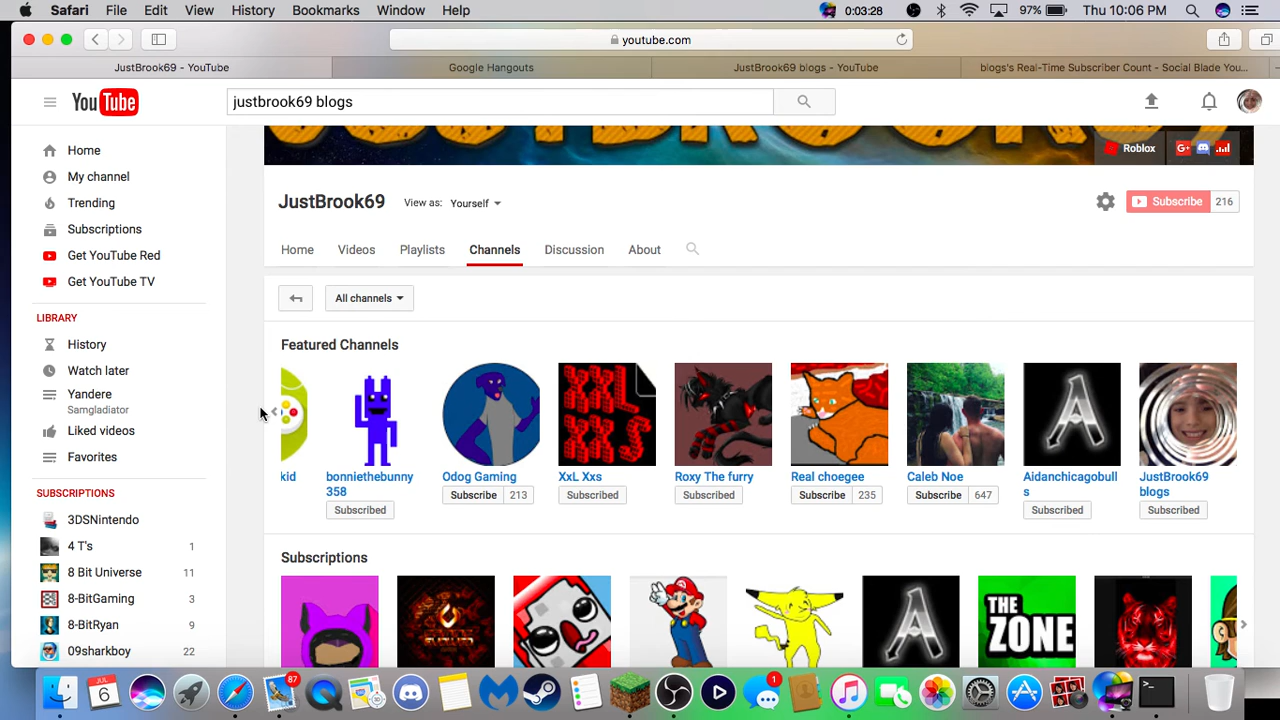 Safari File Edit View History Bookmarks Window Help 0:03:28 97% Thu 10:06 PM
youtube.com
JustBrook69 - YouTube Google Hangouts JustBrook69 blogs - YouTube blogs's Real-Time Subscriber Count - Social Blade You...
YouTube justbrook69 blogs
Home
My channel
Trending
Subscriptions
Get YouTube Red
Get YouTube TV
LIBRARY
History
Watch later
Yandere
Samgladiator
Liked videos
Favorites
SUBSCRIPTIONS
3DSNintendo
4 T's 1
8 Bit Universe 11
8-BitGaming 3
8-BitRyan 9
09sharkboy 22
Roblox
JustBrook69 View as: Yourself Subscribe 216
Home Videos Playlists Channels Discussion About
All channels
Featured Channels
XXL
XXS
kid
bonniethebunny
358
Subscribed
Odog Gaming
Subscribe 213
XxL Xxs
Subscribed
Roxy The furry
Subscribed
Real choegee
Subscribe 235
Caleb Noe
Subscribe 647
A
Aidanchicagobull
s
Subscribed
JustBrook69
blogs
Subscribed
Subscriptions
A
THE
ZONE
JUL
6
87
1